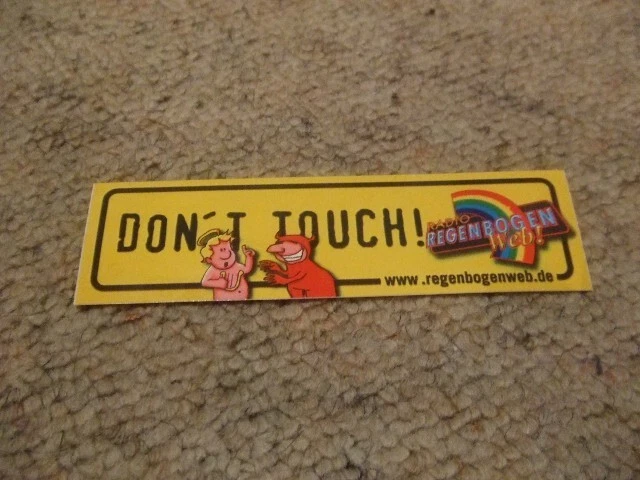 DON´T TOUCH!
RADIO
REGENBOGEN
Web!
www.regenbogenweb.de